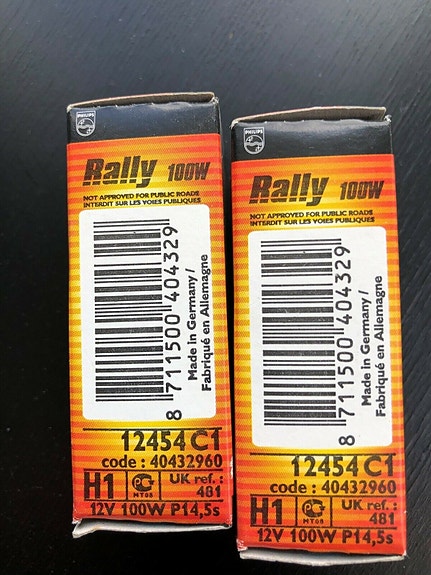 PHILIPS
Rally 100W
NOT APPROVED FOR PUBLIC ROADS
INTERDIT SUR LES VOIES PUBLIQUES
8 711500 404329
Made in Germany /
Fabriqué en Allemagne
12454 C1
code : 40432960
H1
MT08
UK ref. :
481
12V 100W P14,5s
PHILIPS
Rally 100W
NOT APPROVED FOR PUBLIC ROADS
INTERDIT SUR LES VOIES PUBLIQUES
8 711500 404329
Made in Germany /
Fabriqué en Allemagne
12454 C1
code : 40432960
H1
MT08
UK ref. :
481
12V 100W P14,5s